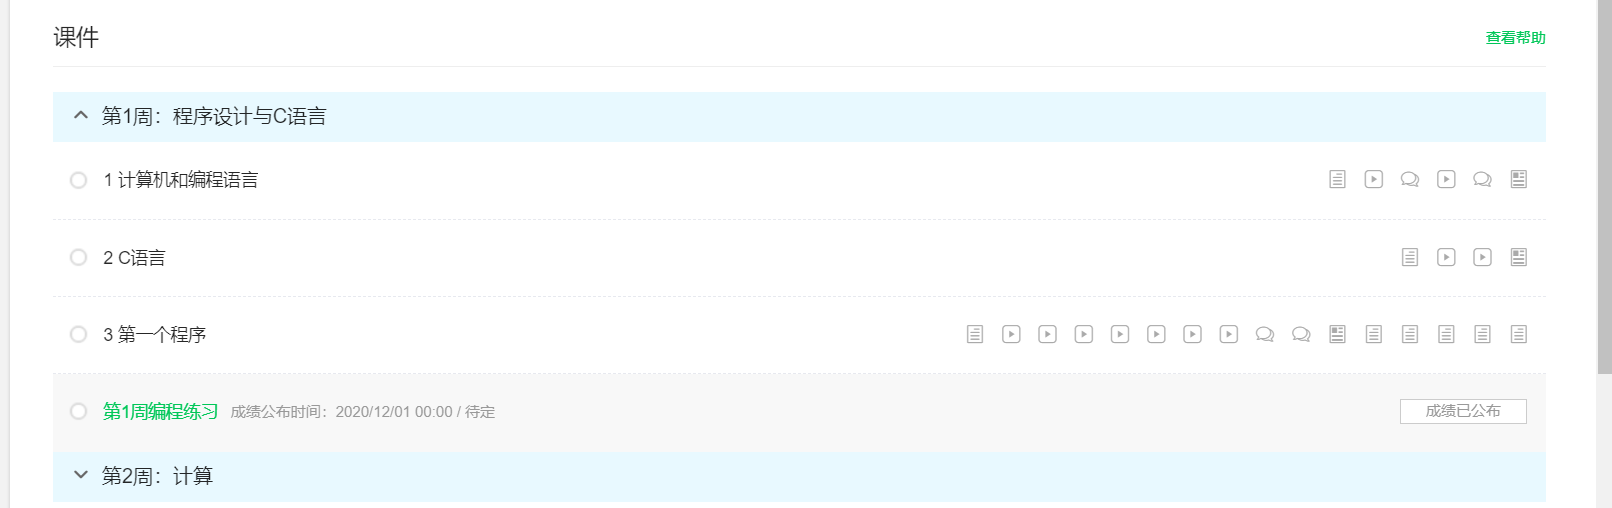 课件
查看帮助
第1周：程序设计与C语言
1 计算机和编程语言
2 C语言
3 第一个程序
第1周编程练习 成绩公布时间：2020/12/01 00:00 / 待定
成绩已公布
第2周：计算